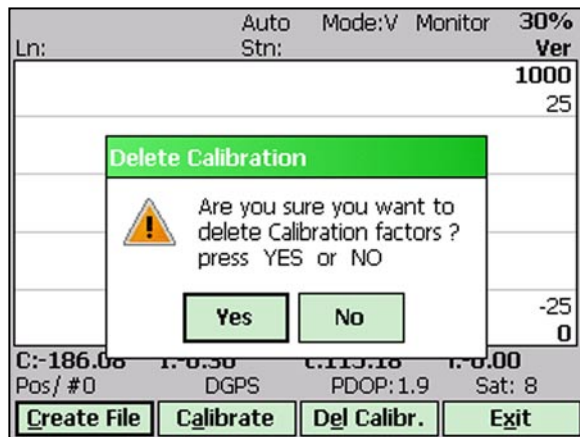 Auto Mode:V Monitor 30%
Ln: Stn: Ver
1000
25
Delete Calibration
Are you sure you want to
delete Calibration factors ?
press YES or NO
Yes No
-25
0
C:-186.08
Pos/ #0 DGPS PDOP:1.9 Sat: 8
Create File Calibrate Del Calibr. Exit